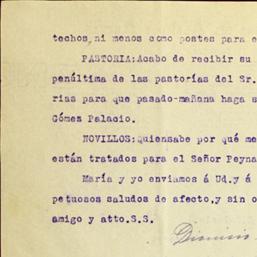 techos, ni menos como postes para e
PASTORIA:Acabo de recibir su
penúltima de las pastorías del Sr.
rias para que pasado-mañana haga s
Gómez Palacio.
NOVILLOS:quiensabe por qué me
están tratados para el Señor Peyna
María y yo enviamos á Ud.y á
petuosos saludos de afecto,y sin o
amigo y atto.S.S.
Dionisio